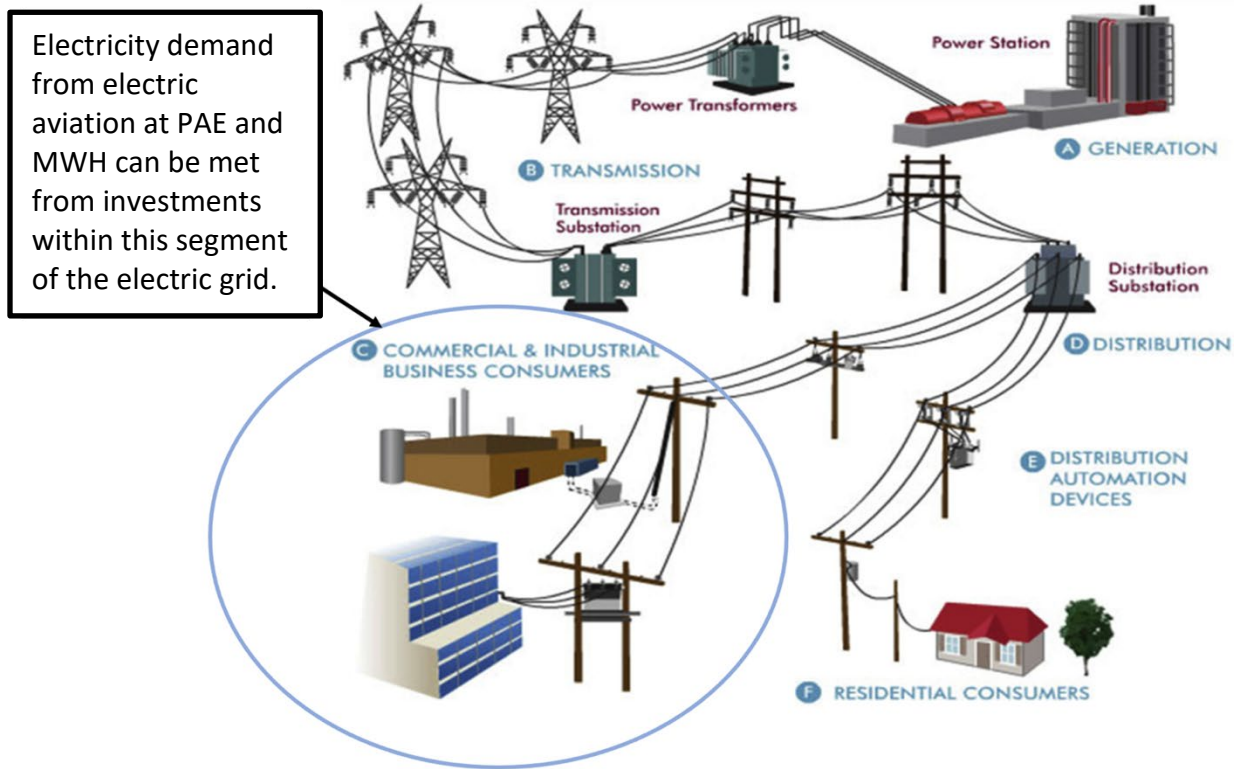 Electricity demand
from electric
aviation at PAE and
MWH can be met
from investments
within this segment
of the electric grid.
Power Station
Power Transformers
A GENERATION
B TRANSMISSION
Transmission
Substation
Distribution
Substation
D DISTRIBUTION
C COMMERCIAL & INDUSTRIAL
BUSINESS CONSUMERS
E DISTRIBUTION
AUTOMATION
DEVICES
F RESIDENTIAL CONSUMERS